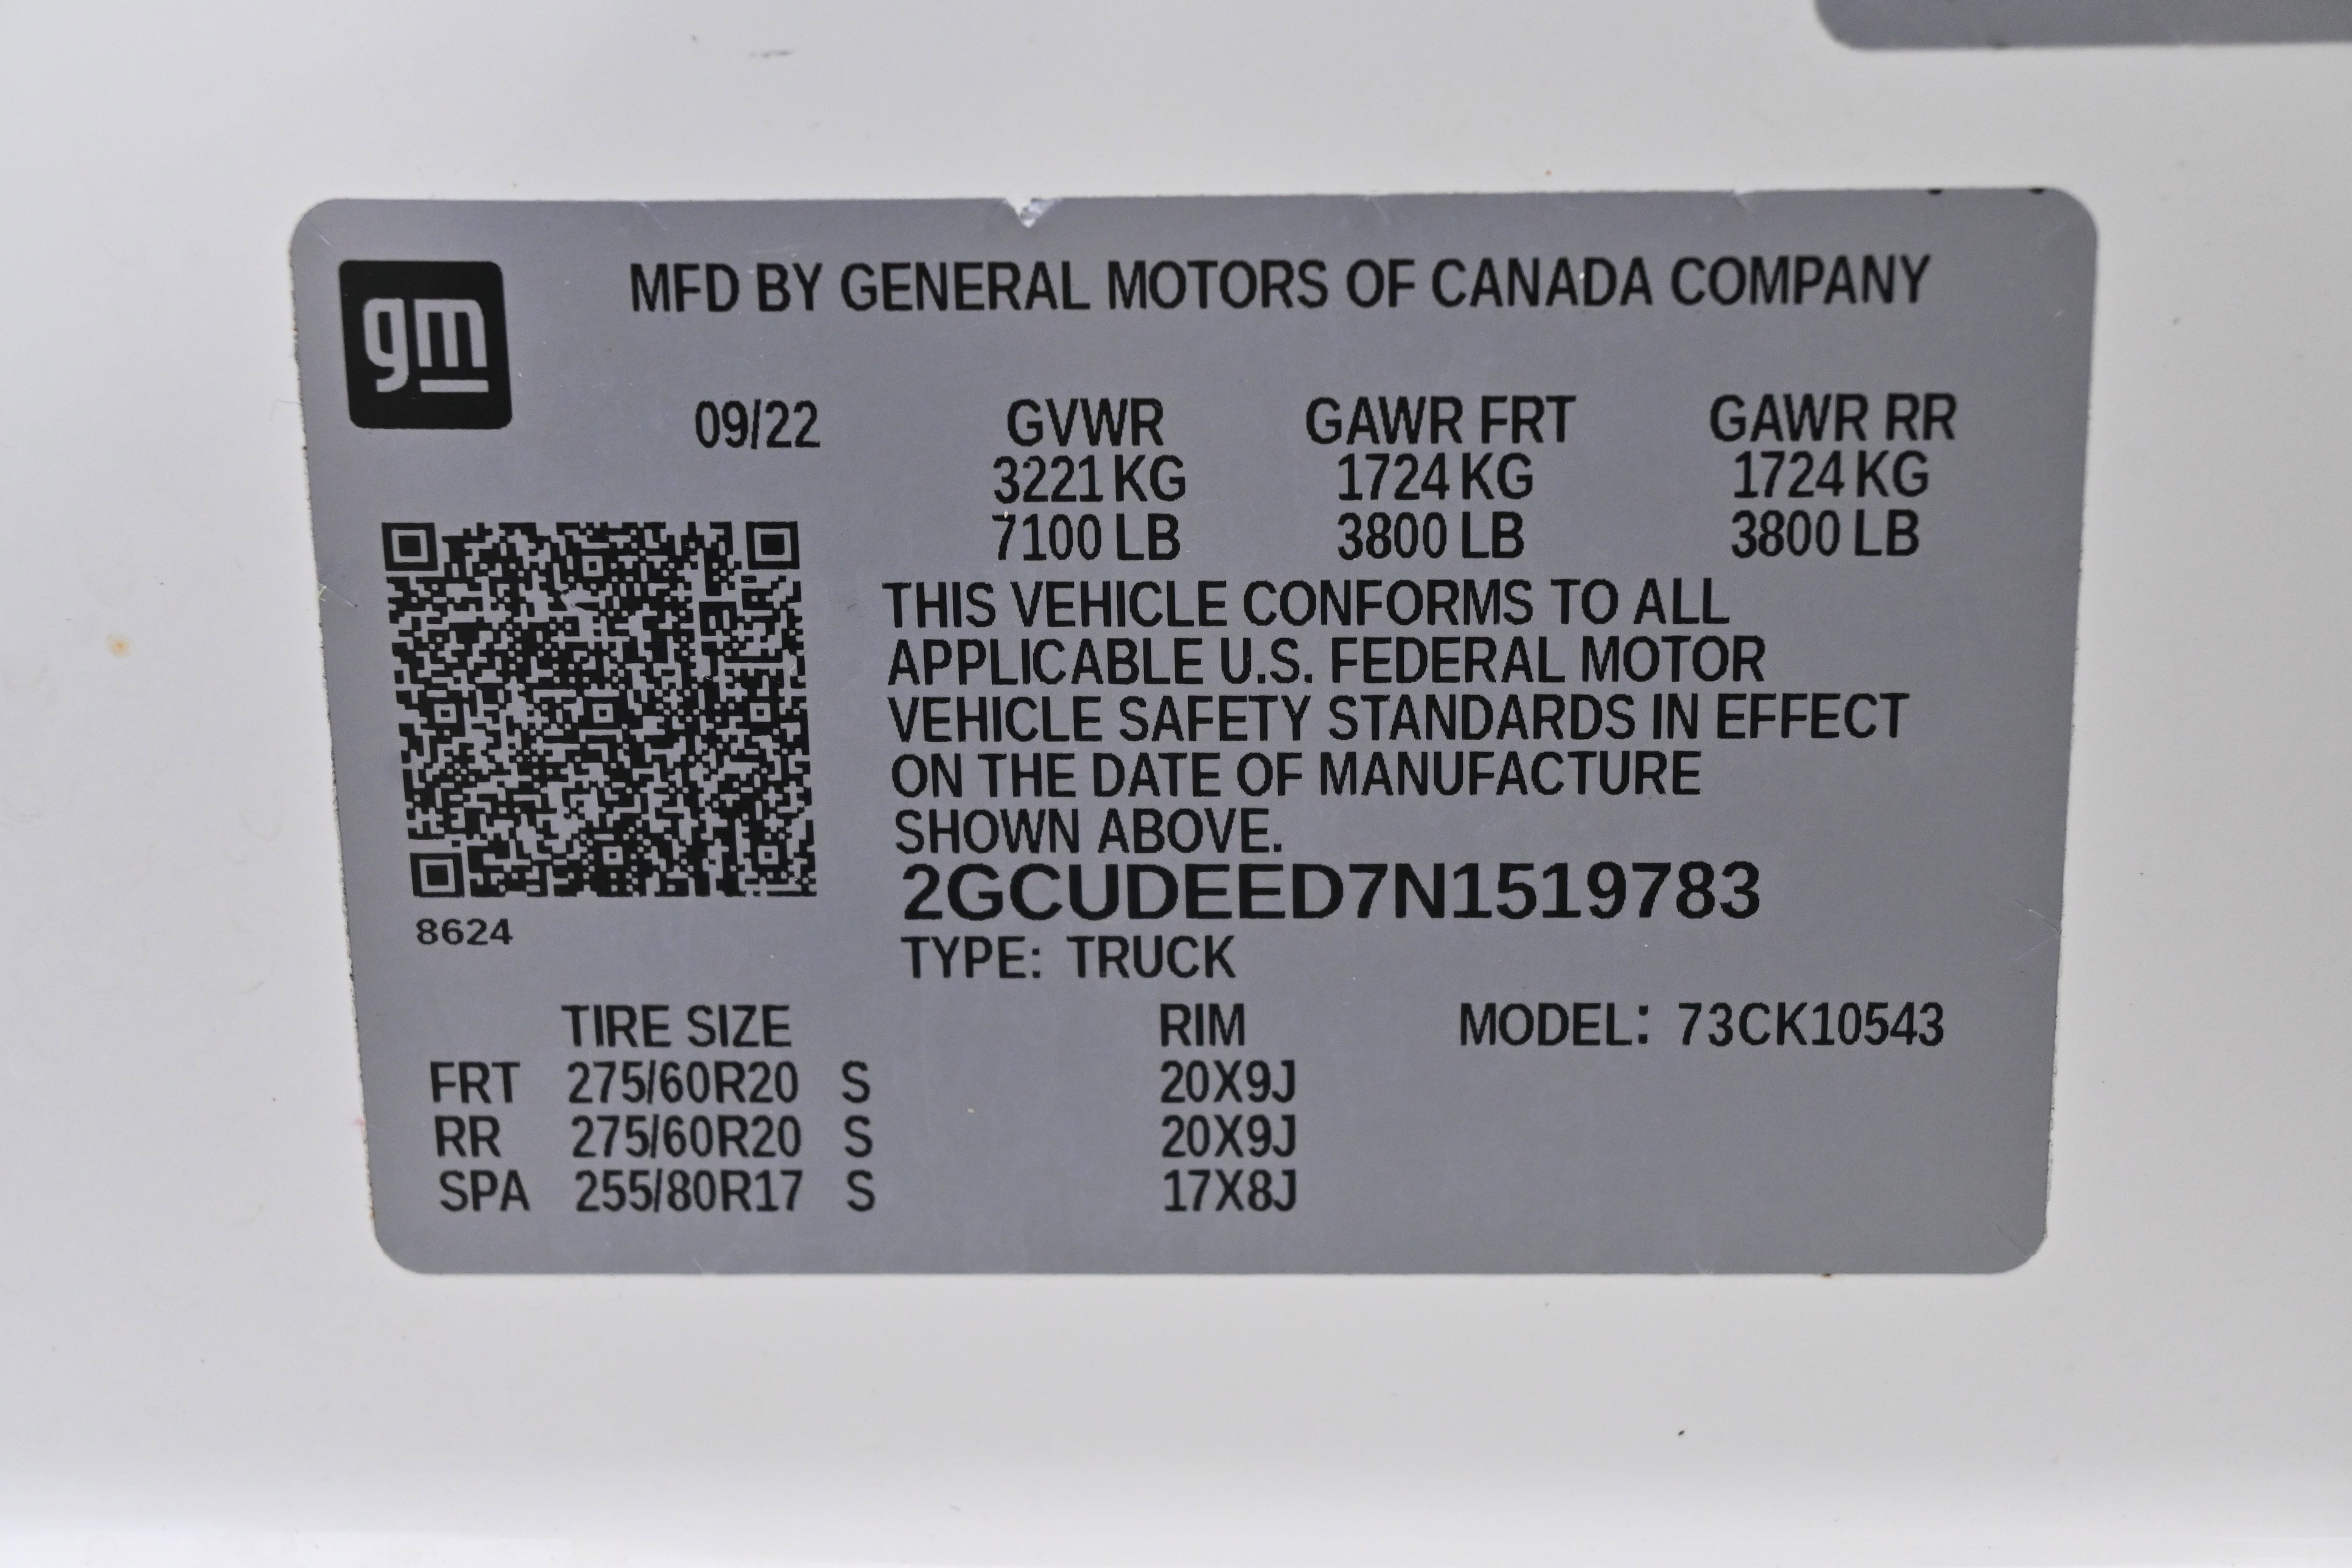 gm
MFD BY GENERAL MOTORS OF CANADA COMPANY
09/22 GVWR GAWR FRT GAWR RR
3221 KG 1724 KG 1724 KG
7100 LB 3800 LB 3800 LB
THIS VEHICLE CONFORMS TO ALL
APPLICABLE U.S. FEDERAL MOTOR
VEHICLE SAFETY STANDARDS IN EFFECT
ON THE DATE OF MANUFACTURE
SHOWN ABOVE.
2GCUDEED7N1519783
8624
TYPE: TRUCK
TIRE SIZE RIM MODEL: 73CK10543
FRT 275/60R20 S 20X9J
RR 275/60R20 S 20X9J
SPA 255/80R17 S 17X8J